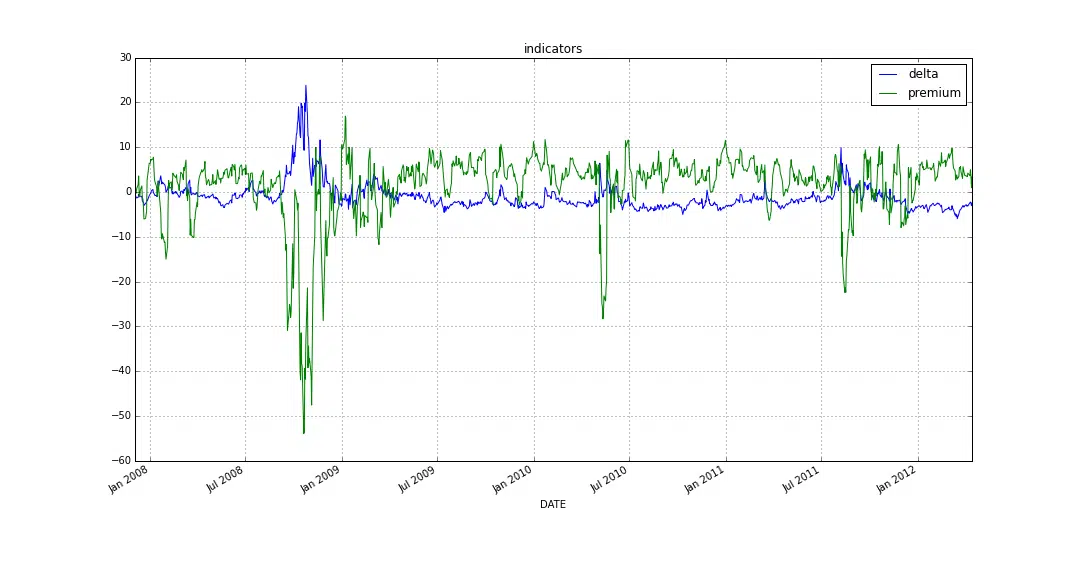 indicators
delta
premium
30
20
10
0
−10
−20
−30
−40
−50
−60
Jan 2008
Jul 2008
Jan 2009
Jul 2009
Jan 2010
Jul 2010
Jan 2011
Jul 2011
Jan 2012
DATE